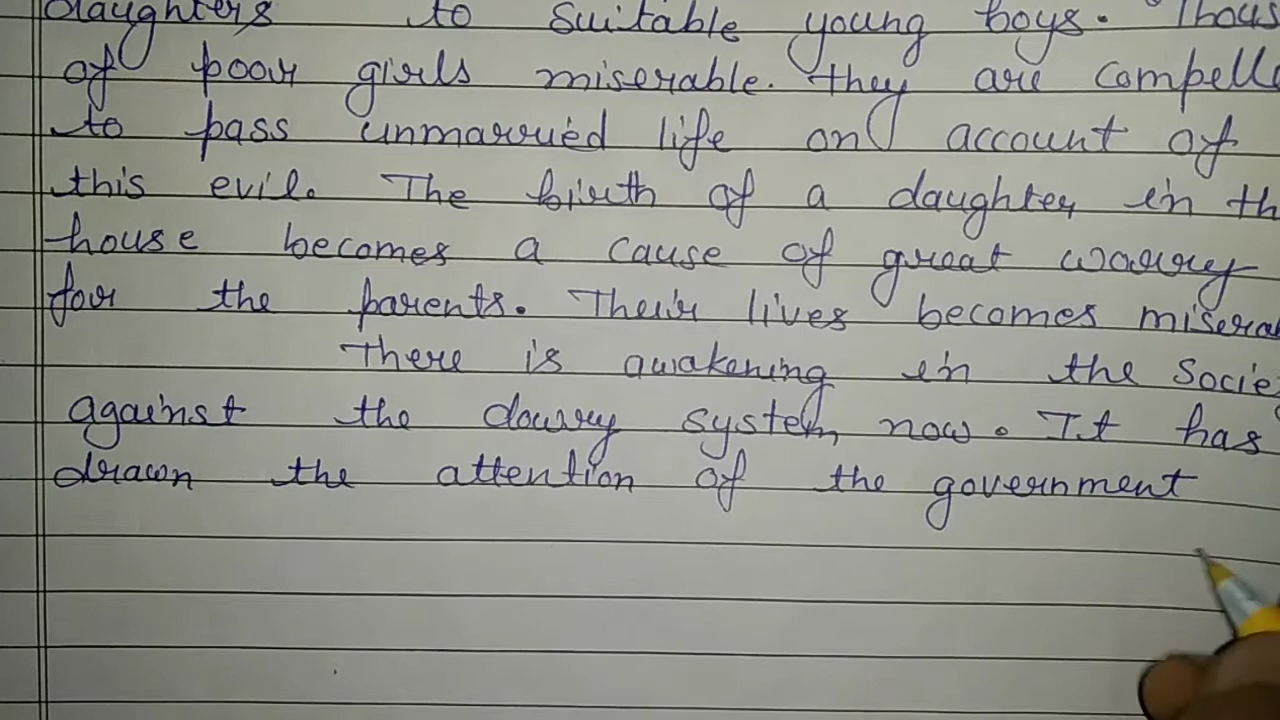 daughters to suitable young boys. Thous
of poor girls miserable. They are compelle
to pass unmarried life on account of
this evil. The birth of a daughter in th
house becomes a cause of great worry
for the parents. Their lives becomes misera
There is awakening in the Socie
against the dowry system now. It has
drawn the attention of the government